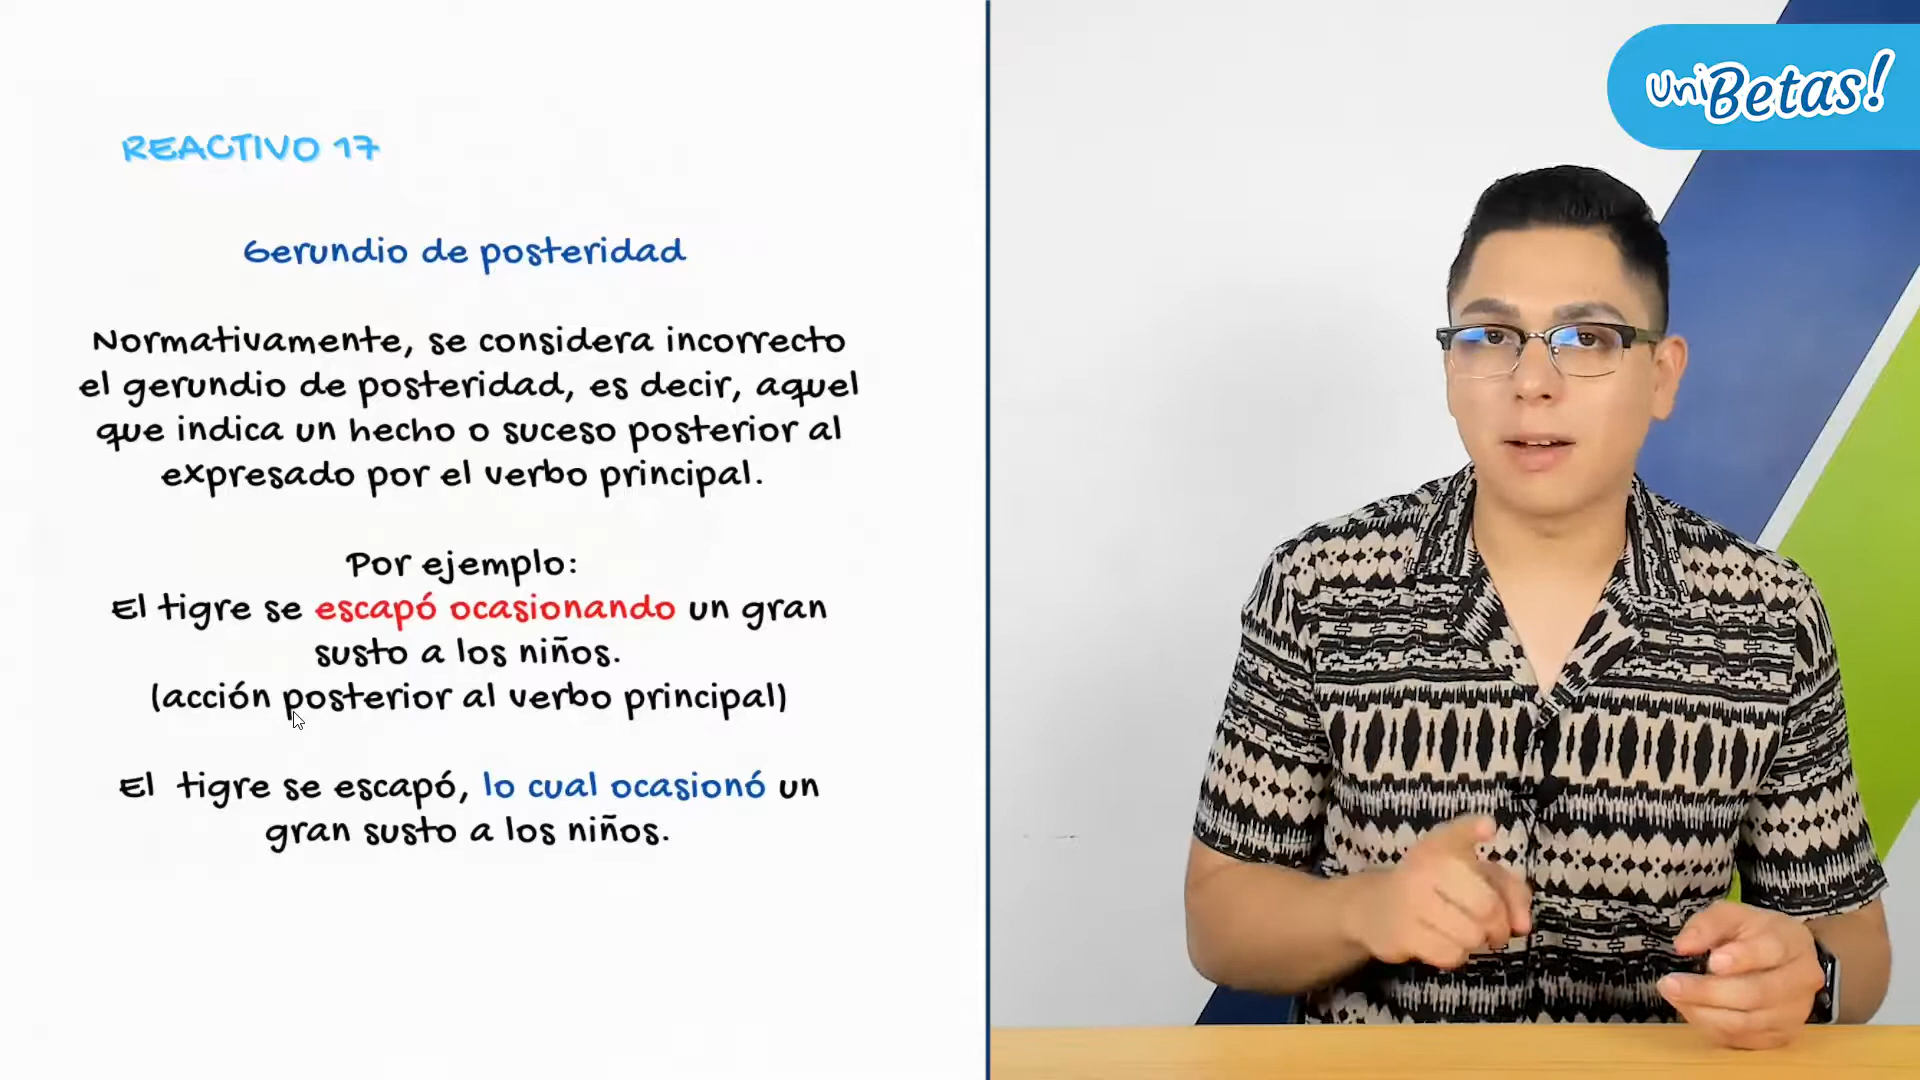 REACTIVO 17
Gerundio de posteridad
Normativamente, se considera incorrecto
el gerundio de posteridad, es decir, aquel
que indica un hecho o suceso posterior al
expresado por el verbo principal.
Por ejemplo:
El tigre se escapó ocasionando un gran
susto a los niños.
(acción posterior al verbo principal)
El tigre se escapó, lo cual ocasionó un
gran susto a los niños.
uniBetas!